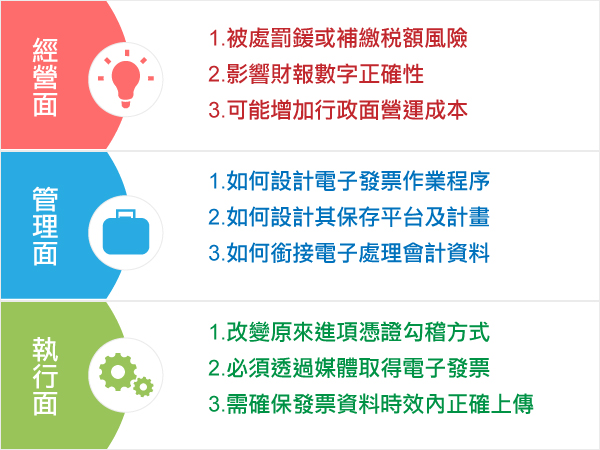 經營面
1.被處罰鍰或補繳稅額風險
2.影響財報數字正確性
3.可能增加行政面營運成本
管理面
1.如何設計電子發票作業程序
2.如何設計其保存平台及計畫
3.如何銜接電子處理會計資料
執行面
1.改變原來進項憑證勾稽方式
2.必須透過媒體取得電子發票
3.需確保發票資料時效內正確上傳